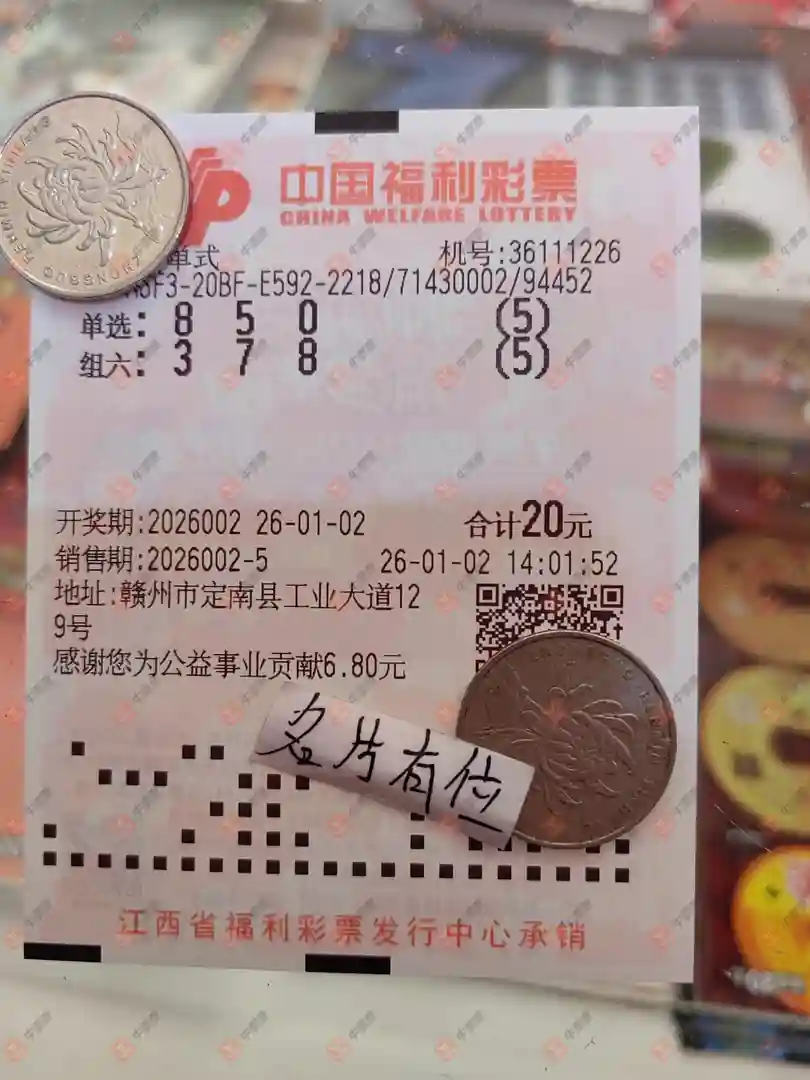 中国福利彩票
CHINA WELFARE LOTTERY
单式 机号:36111226
8F3-20BF-E592-2218/71430002/94452
单选: 8 5 0 (5)
组六: 3 7 8 (5)
开奖期:2026002 26-01-02 合计20元
销售期:2026002-5 26-01-02 14:01:52
地址:赣州市定南县工业大道12
9号
感谢您为公益事业贡献6.80元
名片有位
江西省福利彩票发行中心承销